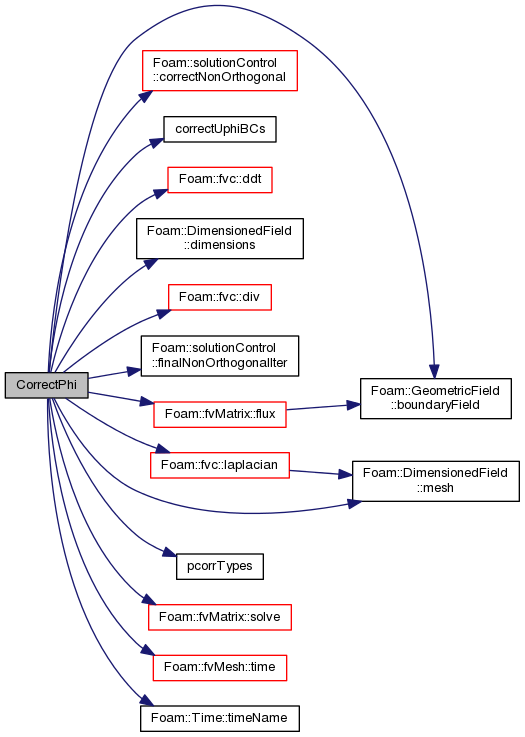 Foam::solutionControl
::correctNonOrthogonal
correctUphiBCs
Foam::fvc::ddt
Foam::DimensionedField
::dimensions
Foam::fvc::div
Foam::solutionControl
::finalNonOrthogonalIter
CorrectPhi
Foam::fvMatrix::flux
Foam::GeometricField
::boundaryField
Foam::fvc::laplacian
Foam::DimensionedField
::mesh
pcorrTypes
Foam::fvMatrix::solve
Foam::fvMesh::time
Foam::Time::timeName